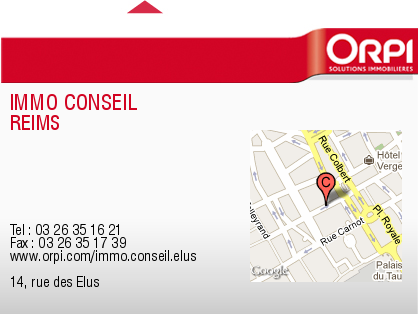 ORPI
SOLUTIONS IMMOBILIÈRES
IMMO CONSEIL
REIMS
Tel : 03 26 35 16 21
Fax : 03 26 35 17 39
www.orpi.com/immo.conseil.elus
14, rue des Elus
Rue Colbert
Hôtel
Verge
C
Pl. Royale
lleyrand
Rue Carnot
Palais
du Tau
Google